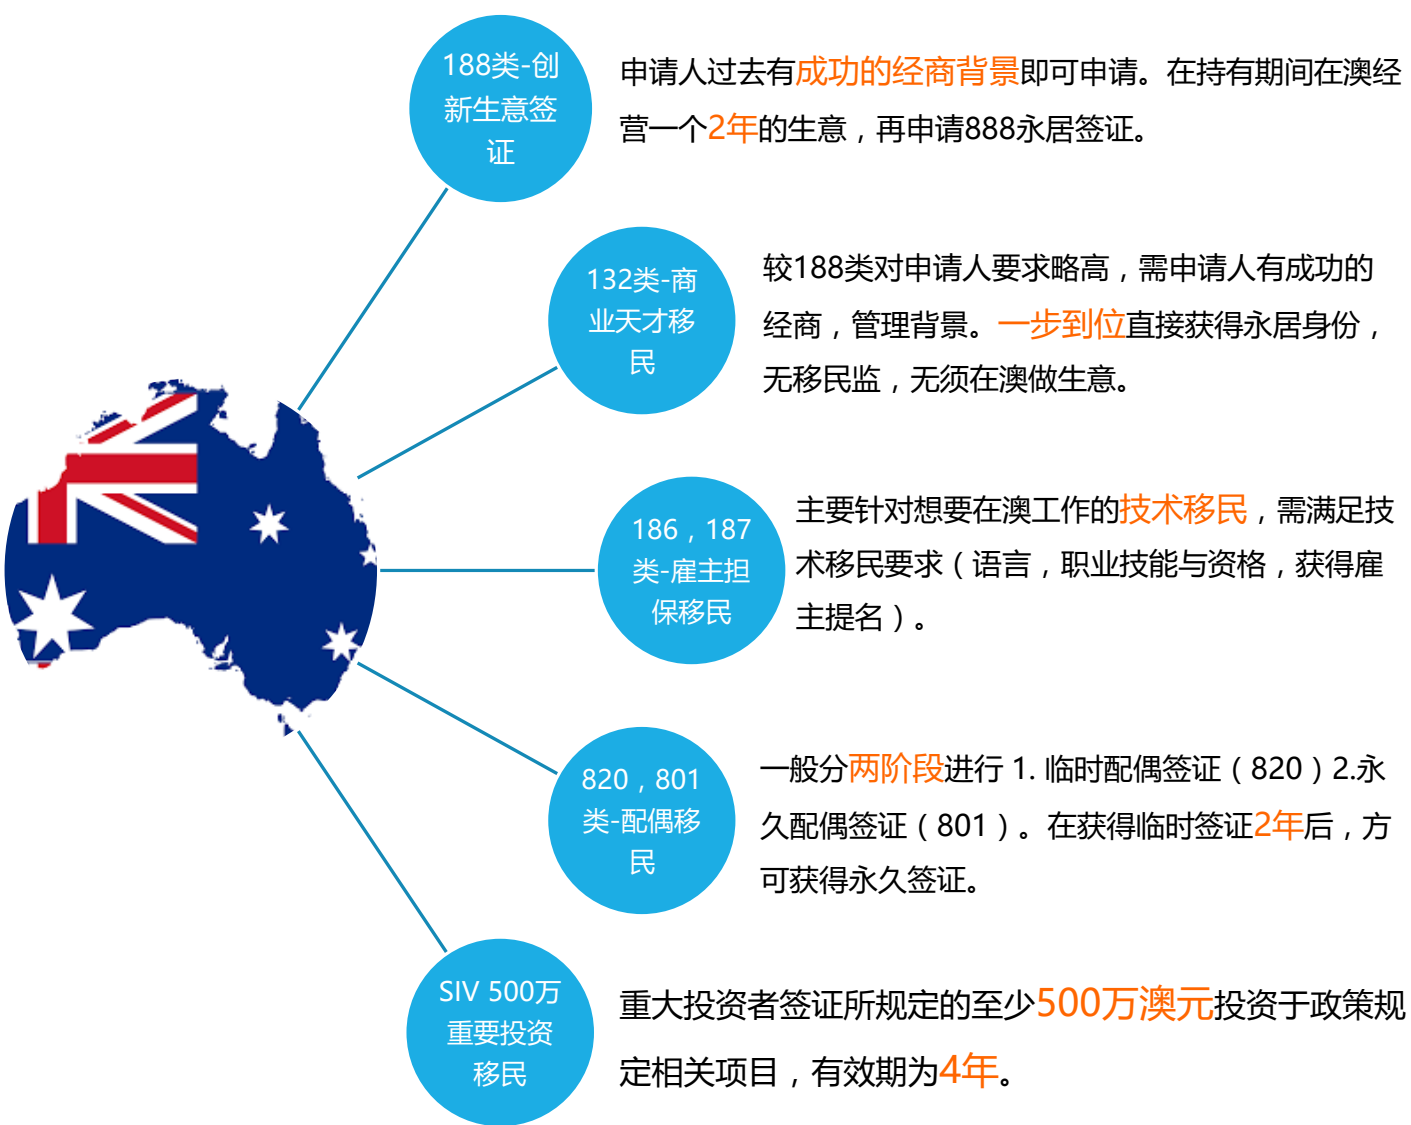 188类-创
新生意签
证
申请人过去有成功的经商背景即可申请。在持有期间在澳经
营一个2年的生意，再申请888永居签证。
132类-商
业天才移
民
较188类对申请人要求略高，需申请人有成功的
经商，管理背景。一步到位直接获得永居身份，
无移民监，无须在澳做生意。
186，187
类-雇主担
保移民
主要针对想要在澳工作的技术移民，需满足技
术移民要求（语言，职业技能与资格，获得雇
主提名）。
820，801
类-配偶移
民
一般分两阶段进行 1. 临时配偶签证（820）2.永
久配偶签证（801）。在获得临时签证2年后，方
可获得永久签证。
SIV 500万
重要投资
移民
重大投资者签证所规定的至少500万澳元投资于政策规
定相关项目，有效期为4年。